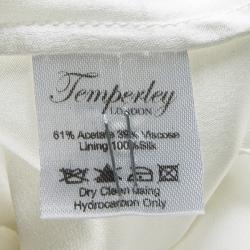 Temperley
LONDON
61% Acetate 39% Viscose
Lining 100% Silk
Dry Clean Using
Hydrocarbon Only